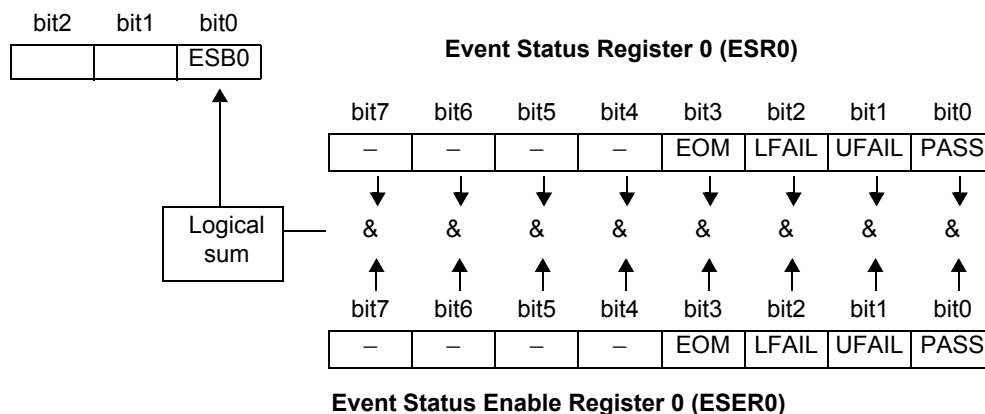 bit2 bit1 bit0
ESB0
Event Status Register 0 (ESR0)
bit7 bit6 bit5 bit4 bit3 bit2 bit1 bit0
– – – – EOM LFAIL UFAIL PASS
Logical
sum
& & & & & & & &
bit7 bit6 bit5 bit4 bit3 bit2 bit1 bit0
– – – – EOM LFAIL UFAIL PASS
Event Status Enable Register 0 (ESER0)